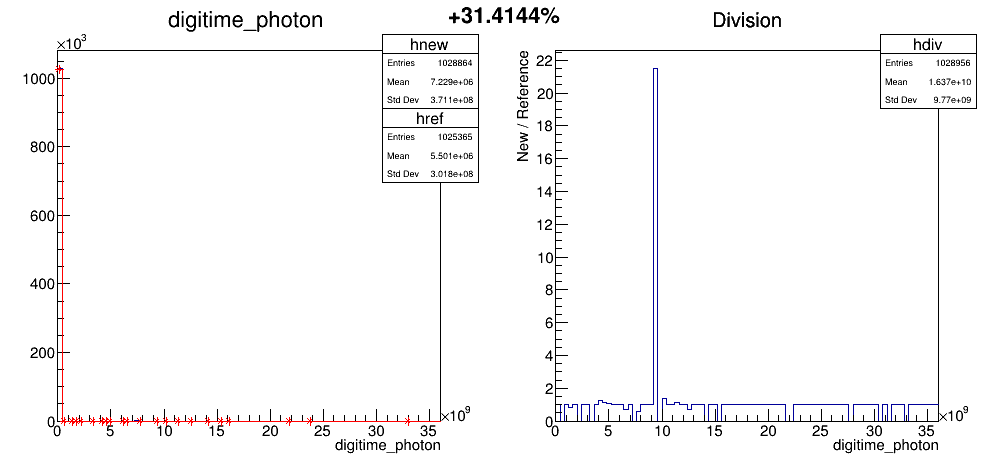 digitime_photon
+31.4144%
Division
×10³
hnew
Entries 1028864
Mean 7.229e+06
Std Dev 3.711e+08
href
Entries 1025365
Mean 5.501e+06
Std Dev 3.018e+08
1000
800
600
400
200
0
0 5 10 15 20 25 30 35
×10⁹
digitime_photon
New / Reference
hdiv
Entries 1028956
Mean 1.637e+10
Std Dev 9.77e+09
22
20
18
16
14
12
10
8
6
4
2
0
0 5 10 15 20 25 30 35
×10⁹
digitime_photon